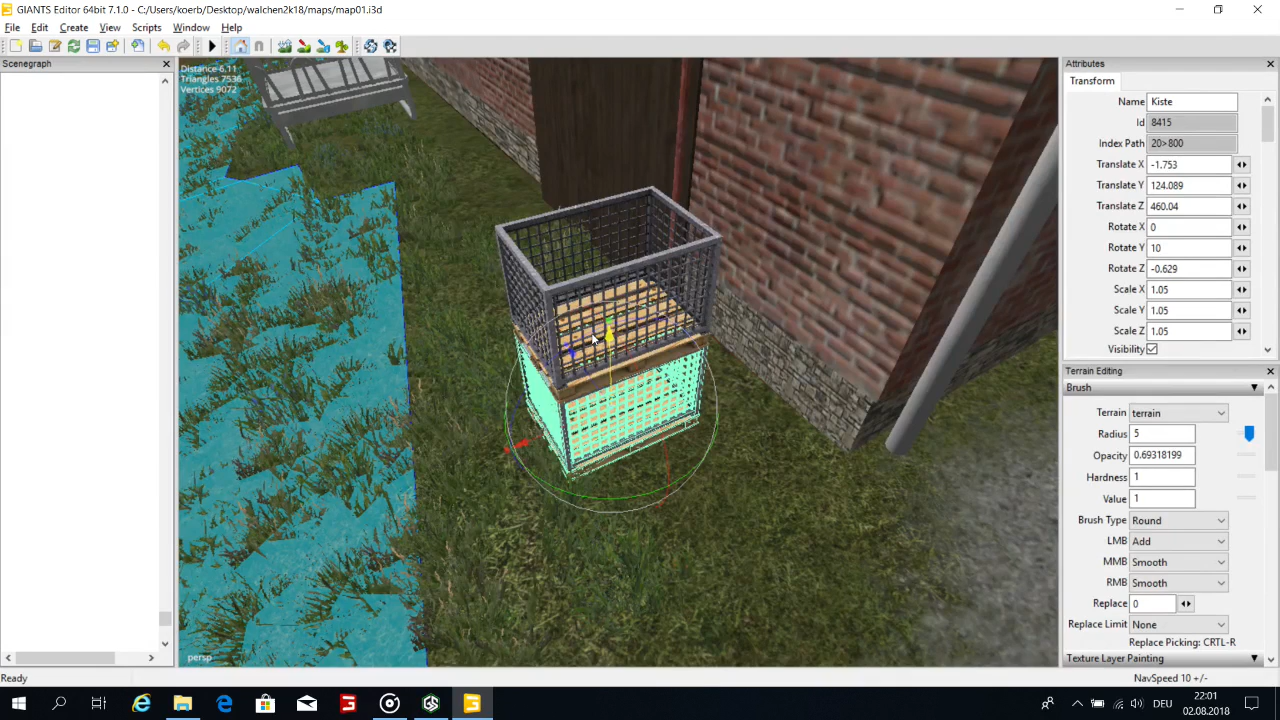 GIANTS Editor 64bit 7.1.0 - C:/Users/koerb/Desktop/walchen2k18/maps/map01.i3d
File Edit Create View Scripts Window Help
Scenegraph
Distance 6.11
Triangles 7536
Vertices 9072
persp
Attributes
Transform
Name Kiste
Id 8415
Index Path 20>800
Translate X -1.753
Translate Y 124.089
Translate Z 460.04
Rotate X 0
Rotate Y 10
Rotate Z -0.629
Scale X 1.05
Scale Y 1.05
Scale Z 1.05
Visibility
Terrain Editing
Brush
Terrain terrain
Radius 5
Opacity 0.69318199
Hardness 1
Value 1
Brush Type Round
LMB Add
MMB Smooth
RMB Smooth
Replace 0
Replace Limit None
Replace Picking: CRTL-R
Texture Layer Painting
Ready
NavSpeed 10 +/-
DEU
22:01
02.08.2018